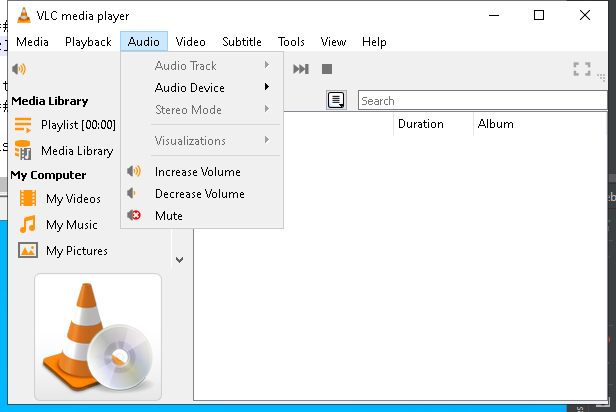 VLC media player
Media Playback Audio Video Subtitle Tools View Help
Audio Track
Audio Device
Stereo Mode
Visualizations
Increase Volume
Decrease Volume
Mute
Search
Media Library
Playlist [00:00]
Media Library
My Computer
My Videos
My Music
My Pictures
Duration Album